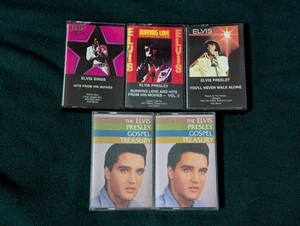 ELVIS
ELVIS SINGS
HITS FROM HIS MOVIES
BURNING LOVE
ELVIS
ELVIS
ELVIS PRESLEY
BURNING LOVE AND HITS
FROM HIS MOVIES — VOL. 2
ELVIS
ELVIS PRESLEY
YOU'LL NEVER WALK ALONE
THE ELVIS
PRESLEY
GOSPEL
TREASURY
THE ELVIS
PRESLEY
GOSPEL
TREASURY